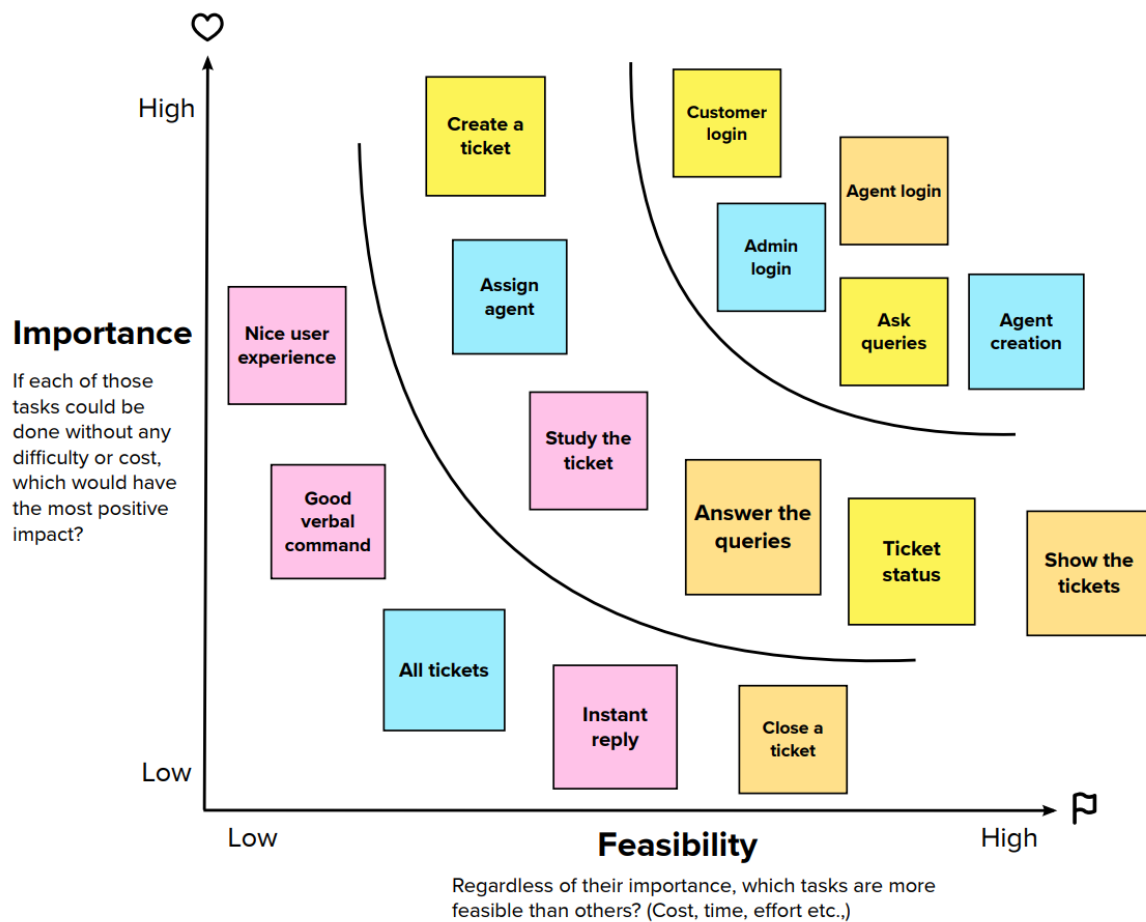 High
Create a
ticket
Customer
login
Agent login
Admin
login
Assign
agent
Ask
queries
Agent
creation
Nice user
experience
Importance
If each of those
tasks could be
done without any
difficulty or cost,
which would have
the most positive
impact?
Study the
ticket
Good
verbal
command
Answer the
queries
Ticket
status
Show the
tickets
All tickets
Instant
reply
Close a
ticket
Low
Low
Feasibility
High
Regardless of their importance, which tasks are more
feasible than others? (Cost, time, effort etc.,)